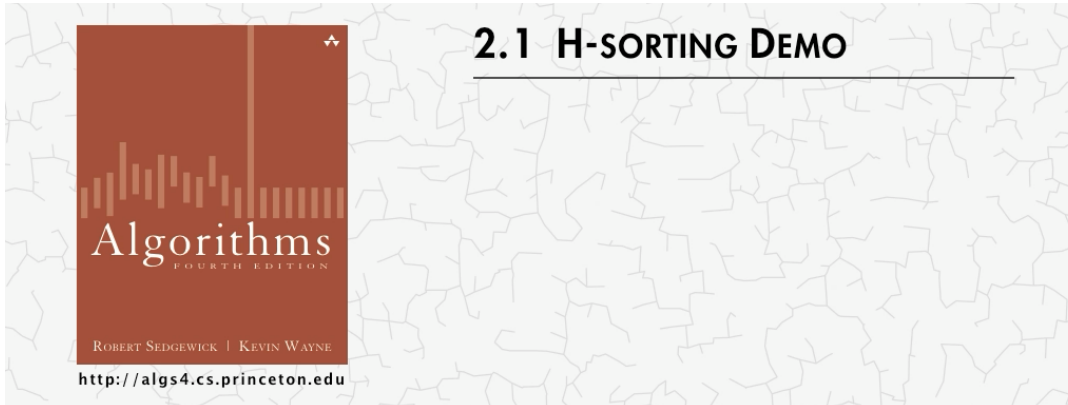 2.1 H-SORTING DEMO
Algorithms
FOURTH EDITION
ROBERT SEDGEWICK | KEVIN WAYNE
http://algs4.cs.princeton.edu